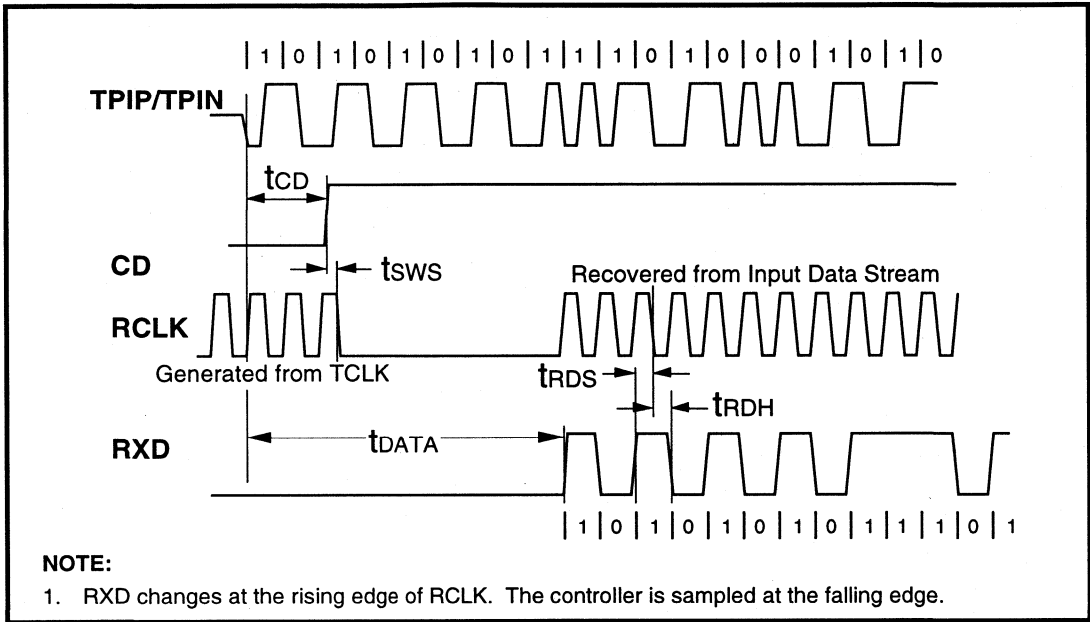 | 1 | 0 | 1 | 0 | 1 | 0 | 1 | 0 | 1 | 1 | 0 | 1 | 0 | 0 | 0 | 1 | 0 | 1 | 0
TPIP/TPIN
tCD
CD
tSWS
Recovered from Input Data Stream
RCLK
Generated from TCLK
tRDS
tRDH
RXD
tDATA
| 1 | 0 | 1 | 0 | 1 | 0 | 1 | 0 | 1 | 1 | 1 | 0 | 1
NOTE:
1. RXD changes at the rising edge of RCLK. The controller is sampled at the falling edge.